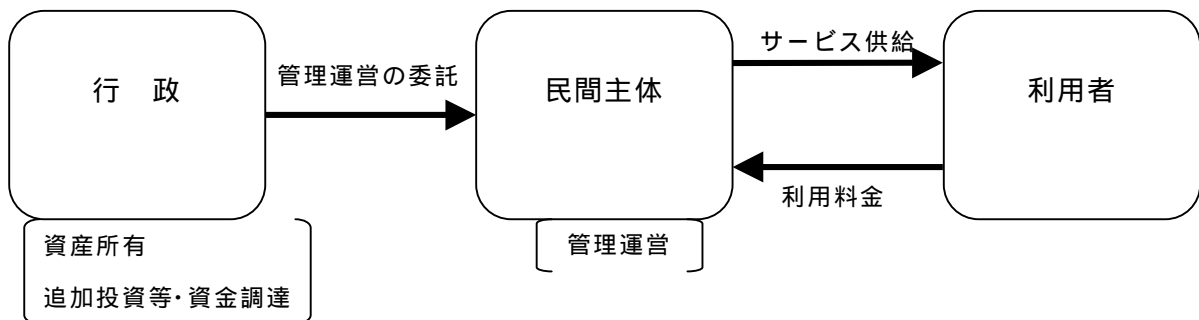 行　政
管理運営の委託
民間主体
サービス供給
利用者
利用料金
資産所有
追加投資等・資金調達
管理運営